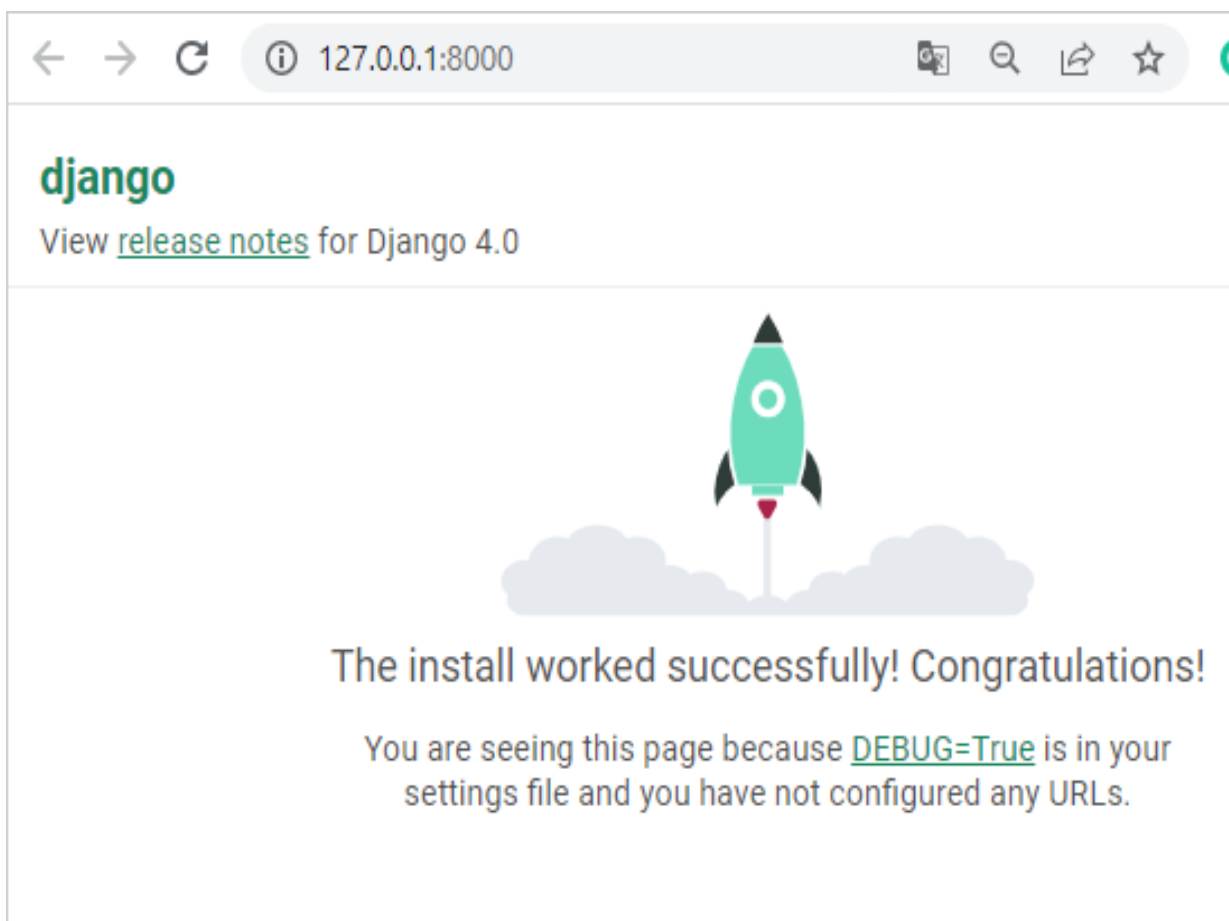 127.0.0.1:8000
django
View release notes for Django 4.0
The install worked successfully! Congratulations!
You are seeing this page because DEBUG=True is in your
settings file and you have not configured any URLs.